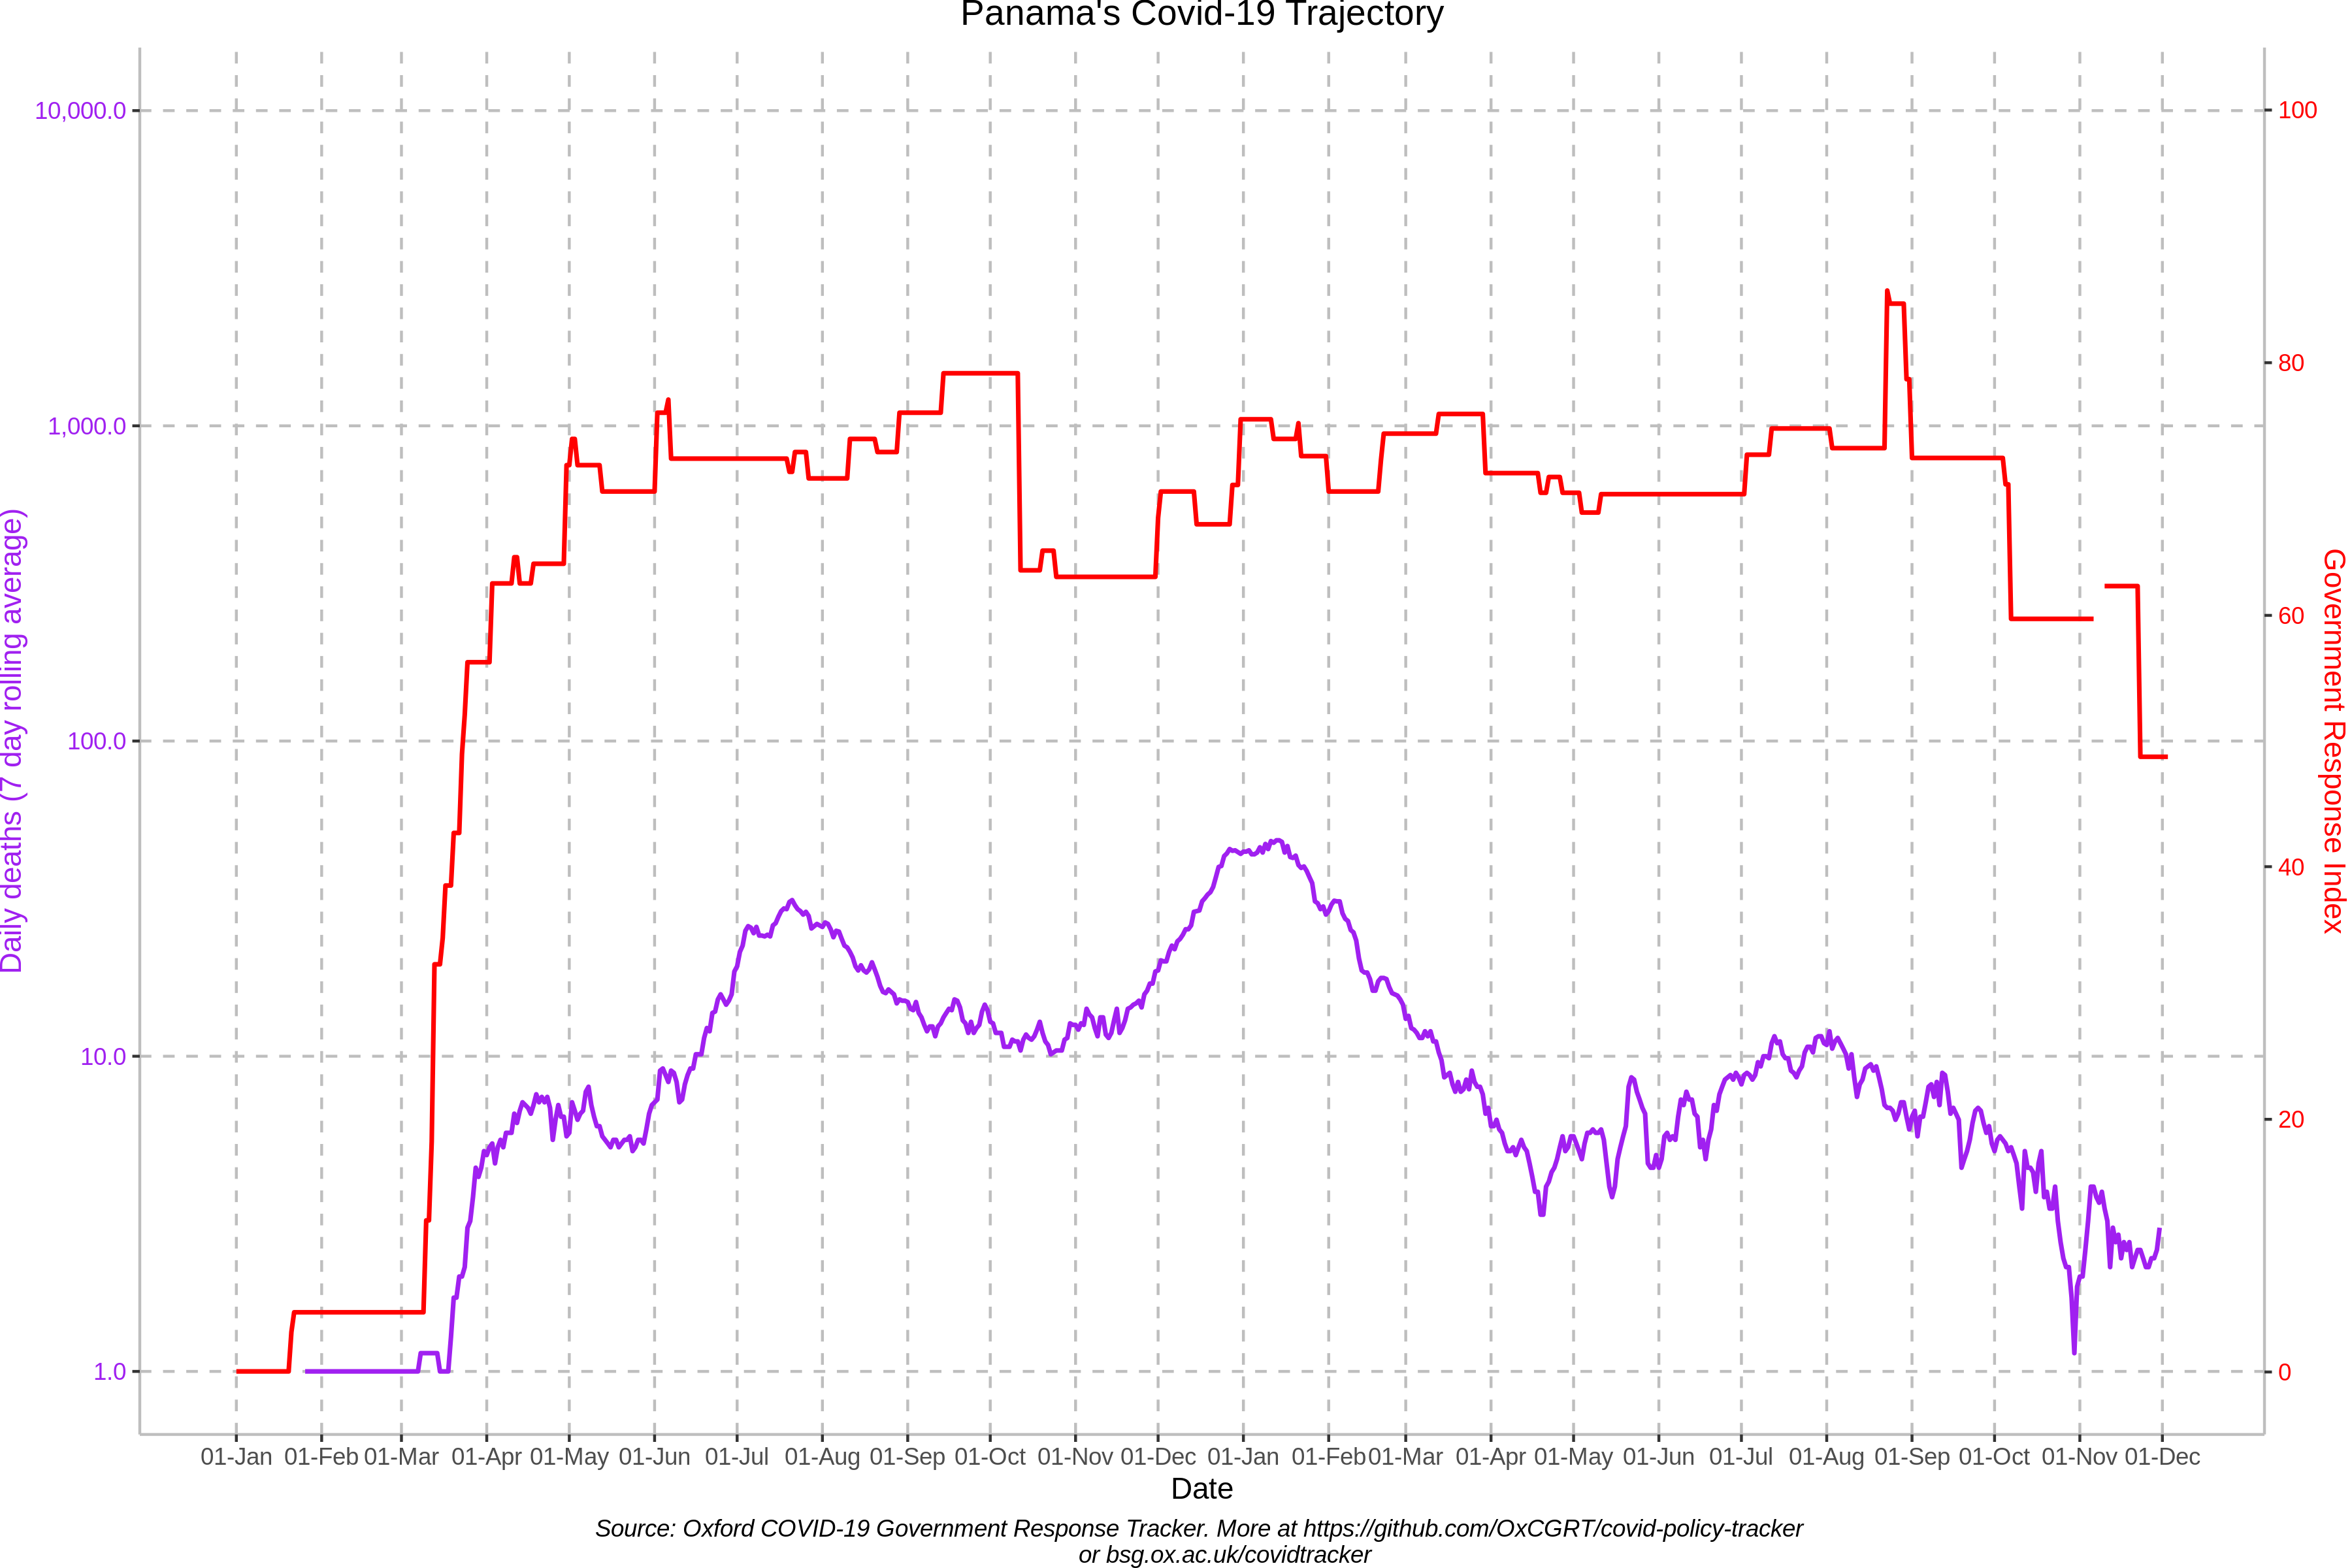 Panama's Covid-19 Trajectory
10,000.0
1,000.0
100.0
10.0
1.0
Daily deaths (7 day rolling average)
100
80
60
40
20
0
Government Response Index
01-Jan 01-Feb 01-Mar 01-Apr 01-May 01-Jun 01-Jul 01-Aug 01-Sep 01-Oct 01-Nov 01-Dec 01-Jan 01-Feb 01-Mar 01-Apr 01-May 01-Jun 01-Jul 01-Aug 01-Sep 01-Oct 01-Nov 01-Dec
Date
Source: Oxford COVID-19 Government Response Tracker. More at https://github.com/OxCGRT/covid-policy-tracker
or bsg.ox.ac.uk/covidtracker